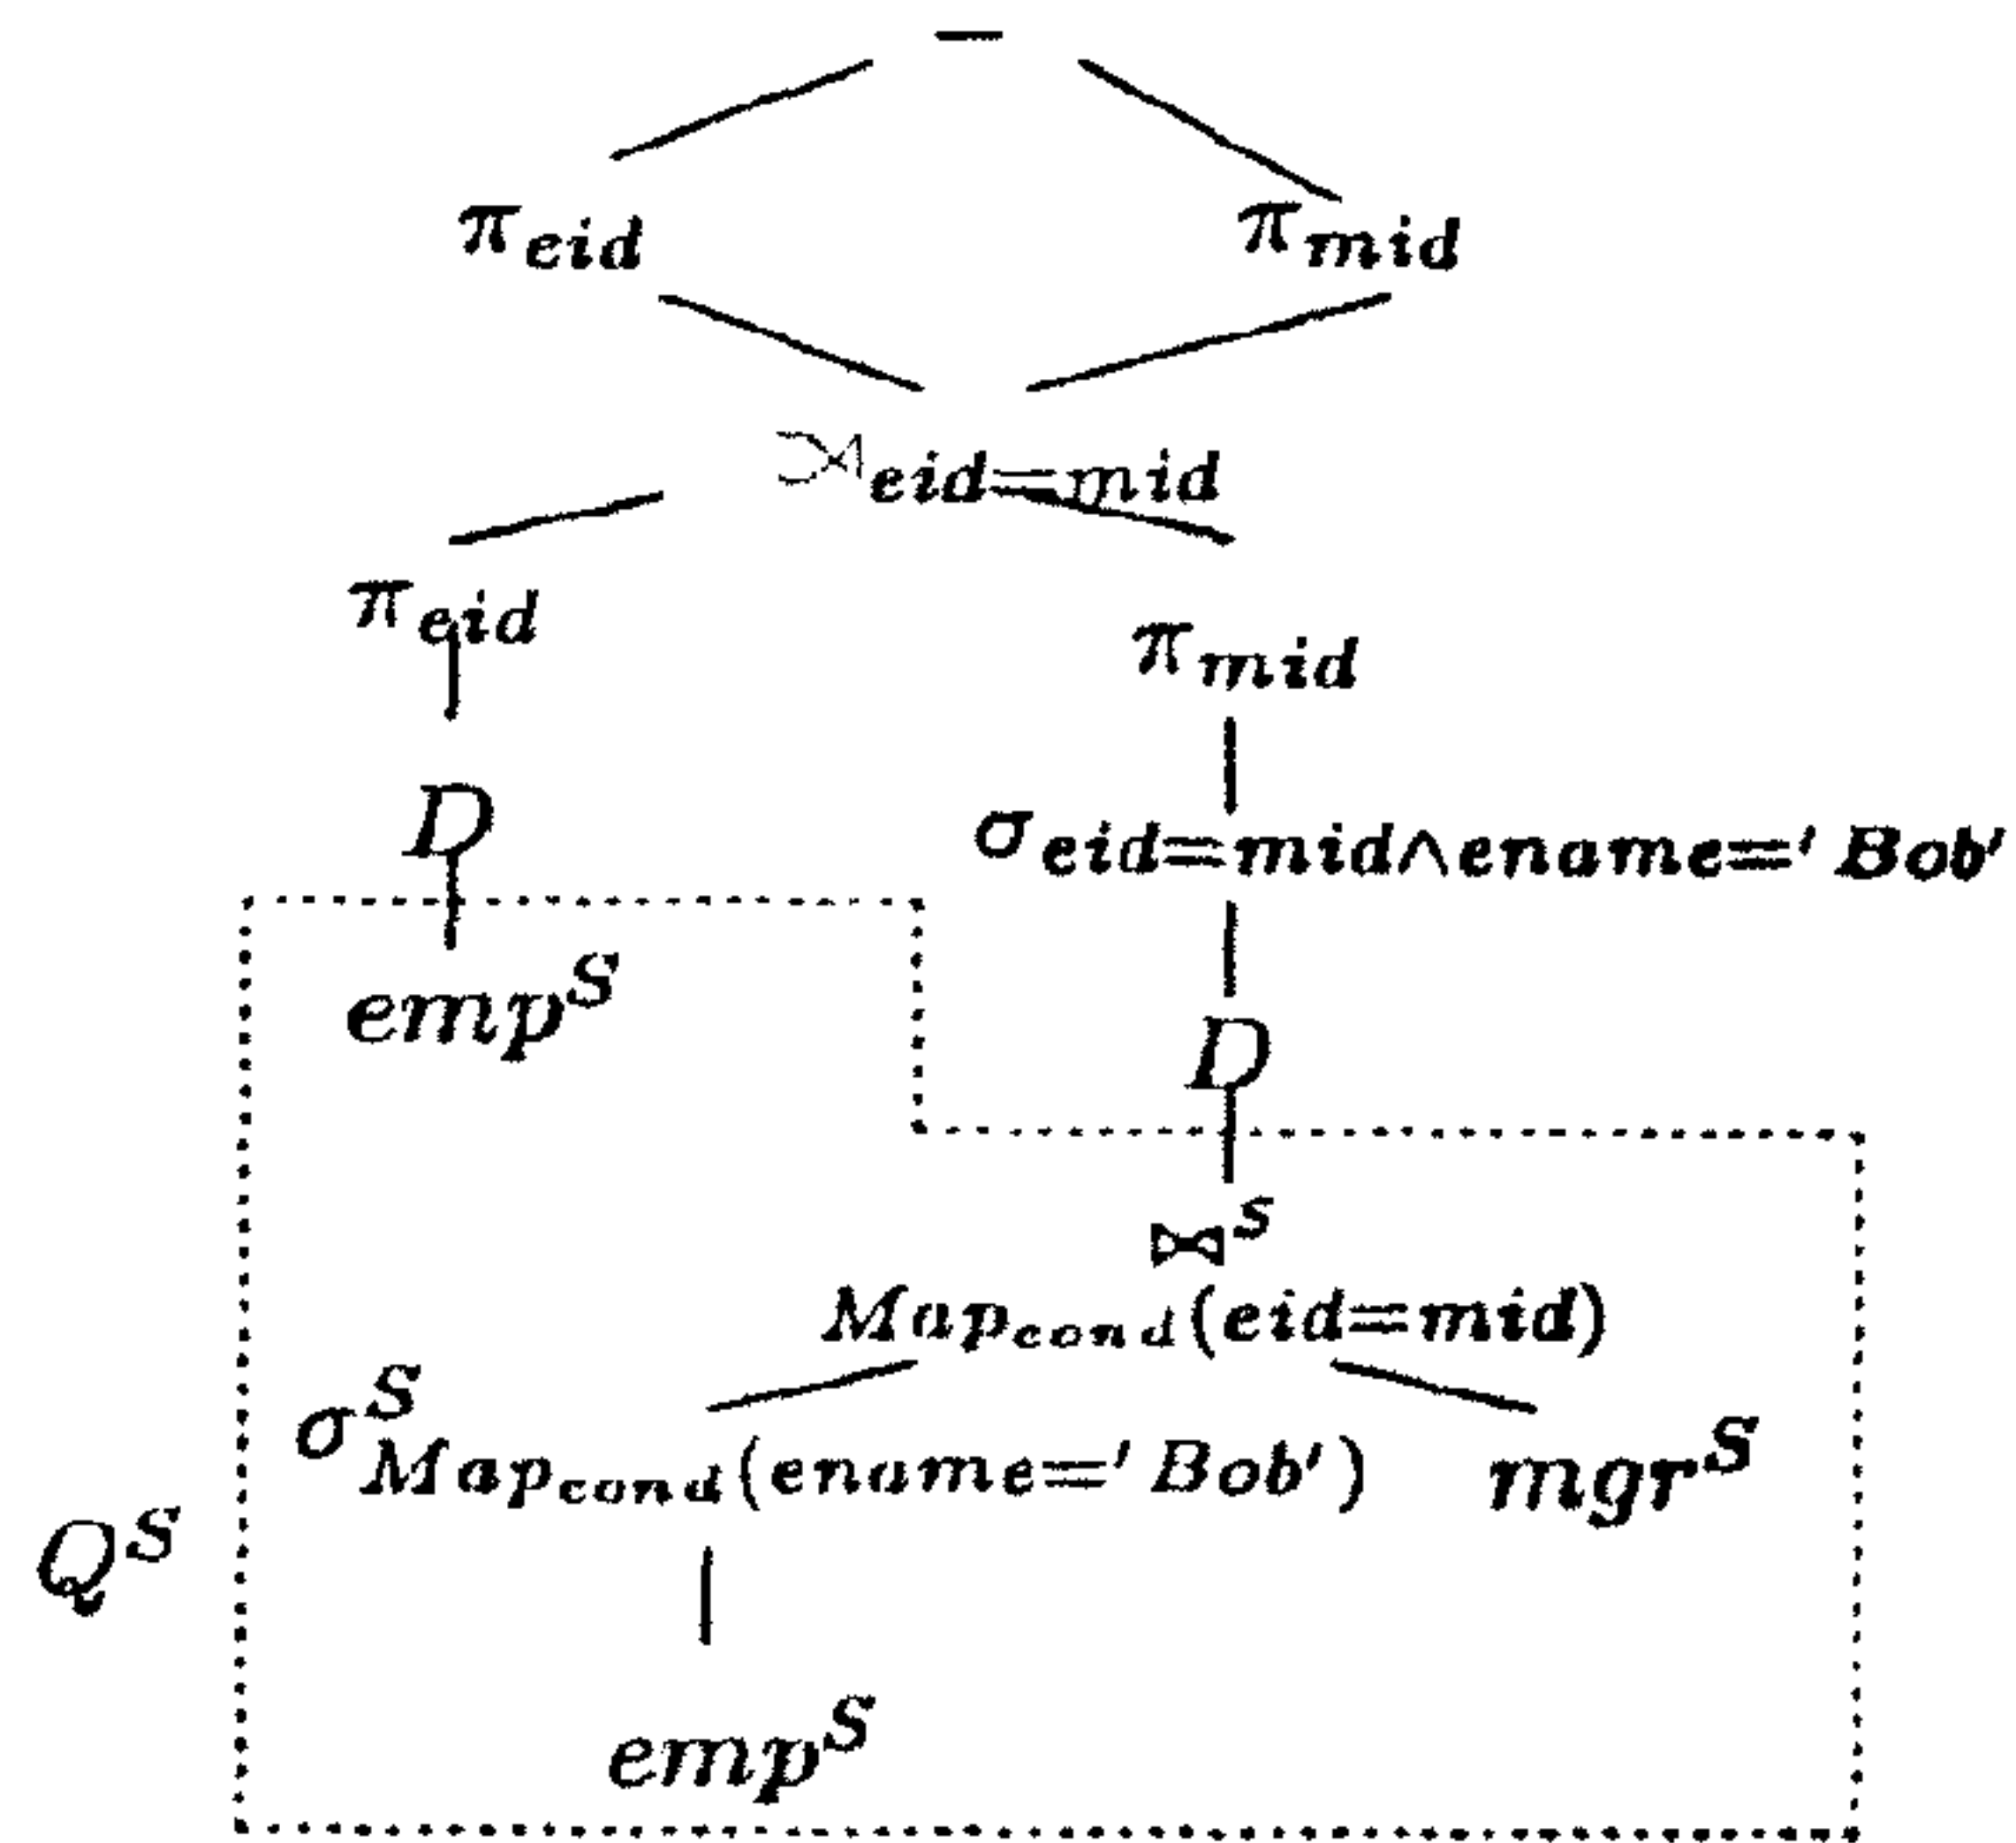 −
π_eid π_mid
⟕_eid=mid
π_eid
π_mid
D
σ_eid=mid∧ename='Bob'
emp^S
D
⋈^s
Map_cond(eid=mid)
σ^S_Map_cond(ename='Bob') mgr^S
Q^S
emp^S